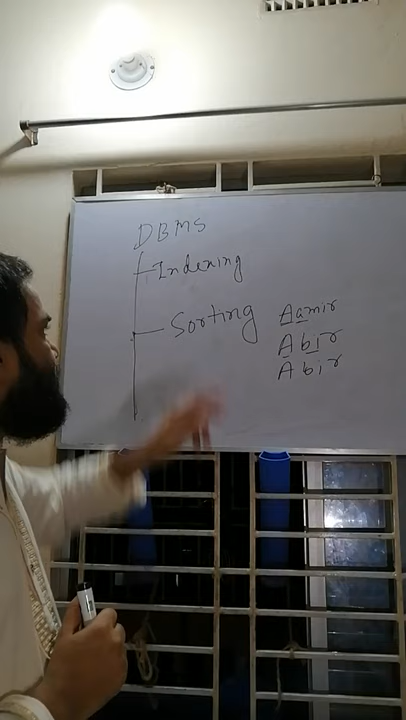 DBMS
Indexing
Sorting
Aamir
Abir
Abir